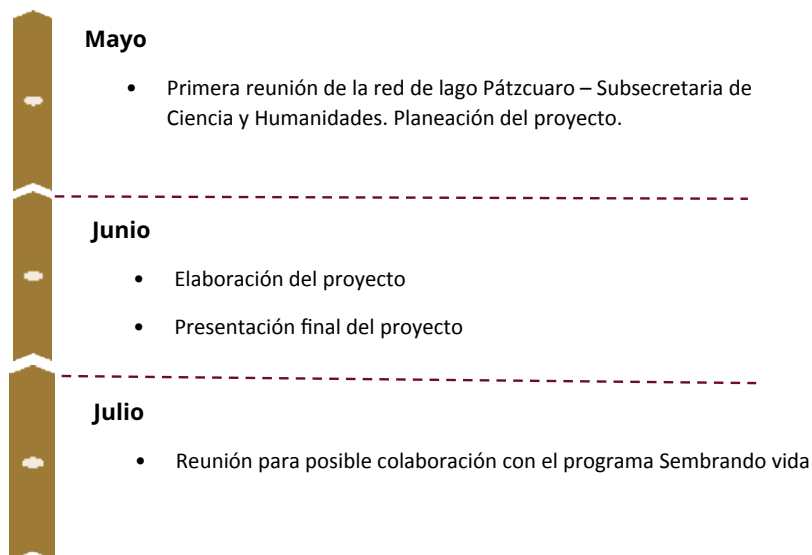 Mayo
• Primera reunión de la red de lago Pátzcuaro – Subsecretaria de
Ciencia y Humanidades. Planeación del proyecto.
Junio
• Elaboración del proyecto
• Presentación final del proyecto
Julio
• Reunión para posible colaboración con el programa Sembrando vida